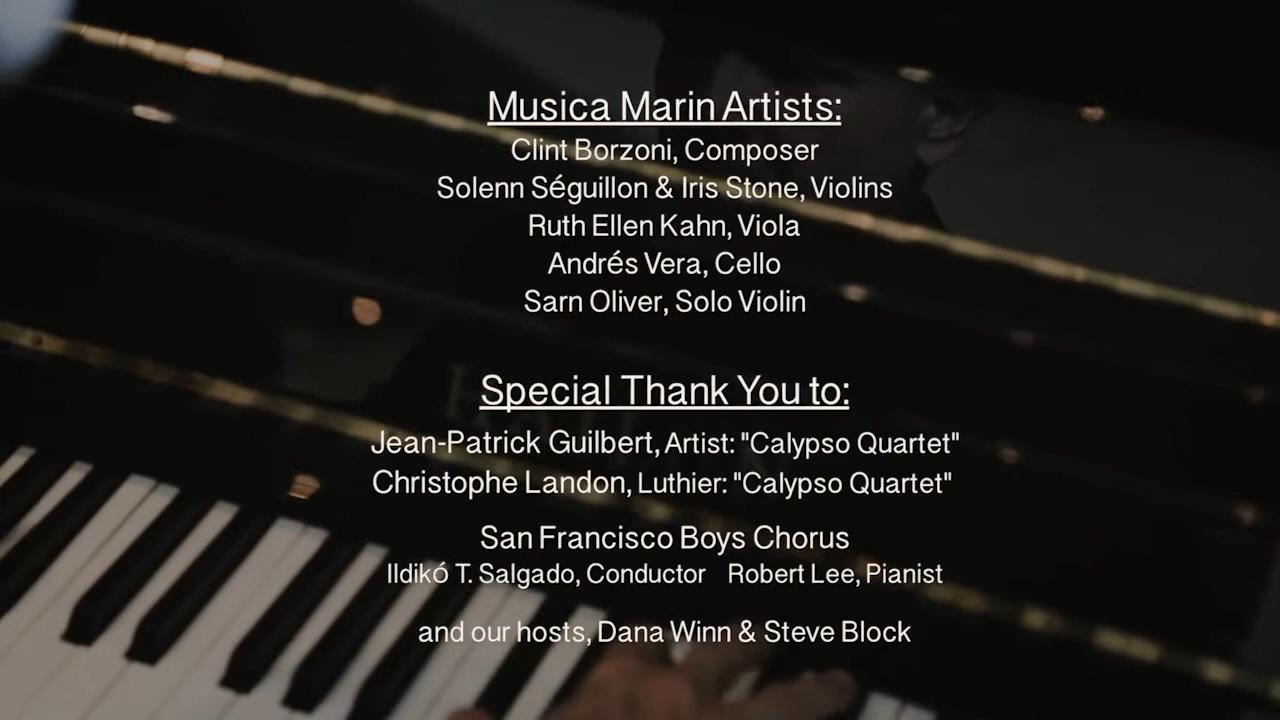 Musica Marin Artists:
Clint Borzoni, Composer
Solenn Séguillon & Iris Stone, Violins
Ruth Ellen Kahn, Viola
Andrés Vera, Cello
Sarn Oliver, Solo Violin
Special Thank You to:
Jean-Patrick Guilbert, Artist: "Calypso Quartet"
Christophe Landon, Luthier: "Calypso Quartet"
San Francisco Boys Chorus
Ildikó T. Salgado, Conductor Robert Lee, Pianist
and our hosts, Dana Winn & Steve Block